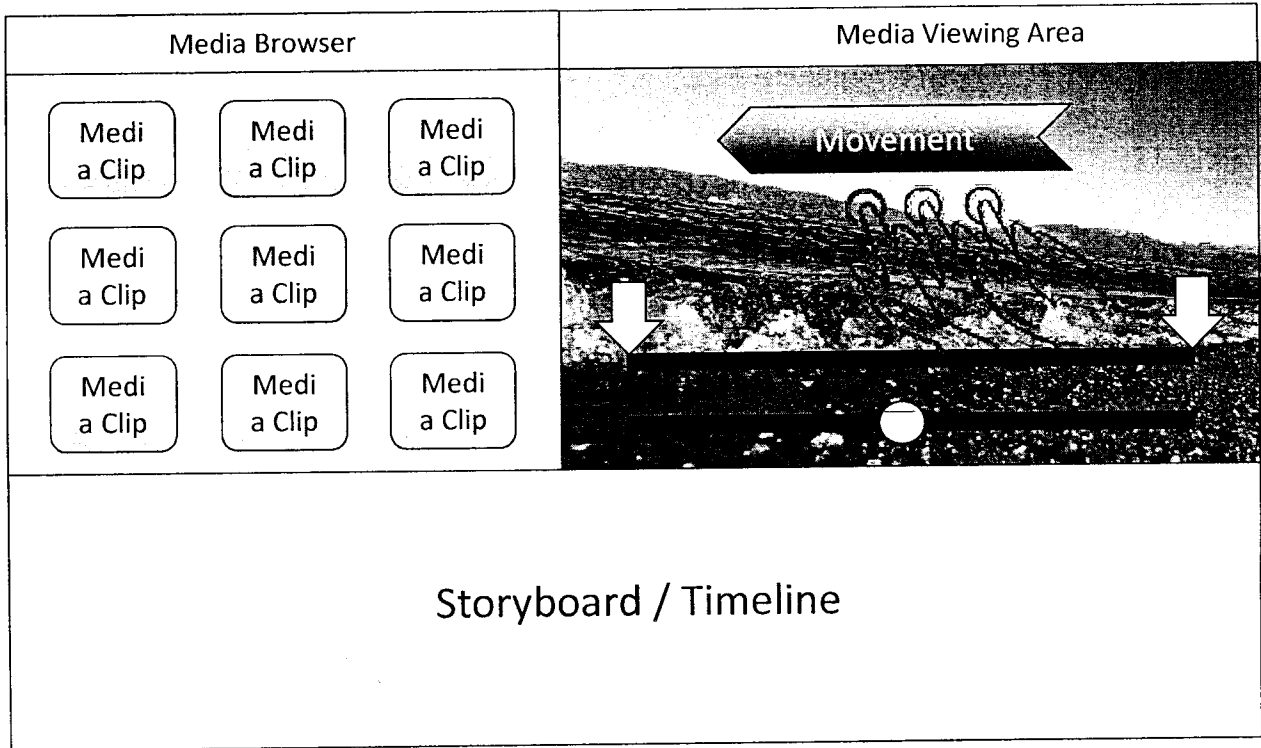 Media Browser
Media Viewing Area
Medi
a Clip
Medi
a Clip
Medi
a Clip
Movement
Medi
a Clip
Medi
a Clip
Medi
a Clip
Medi
a Clip
Medi
a Clip
Medi
a Clip
Storyboard / Timeline